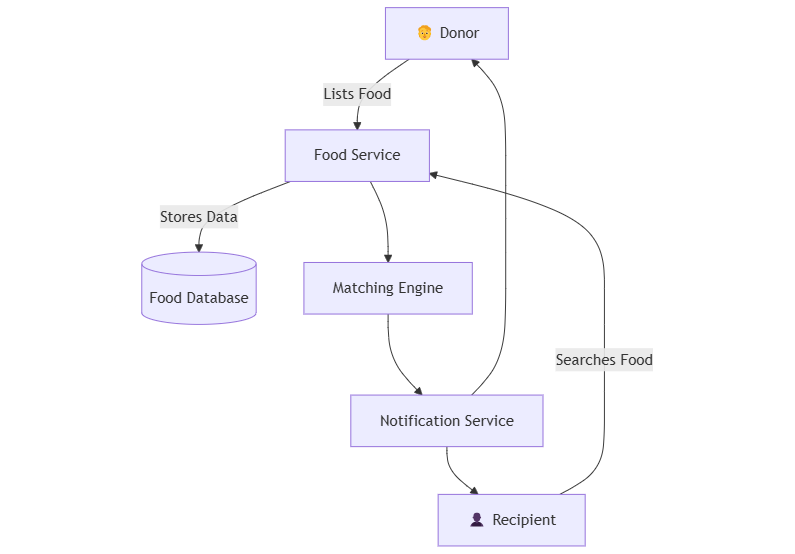 Donor
Lists Food
Food Service
Stores Data
Food Database
Matching Engine
Searches Food
Notification Service
Recipient